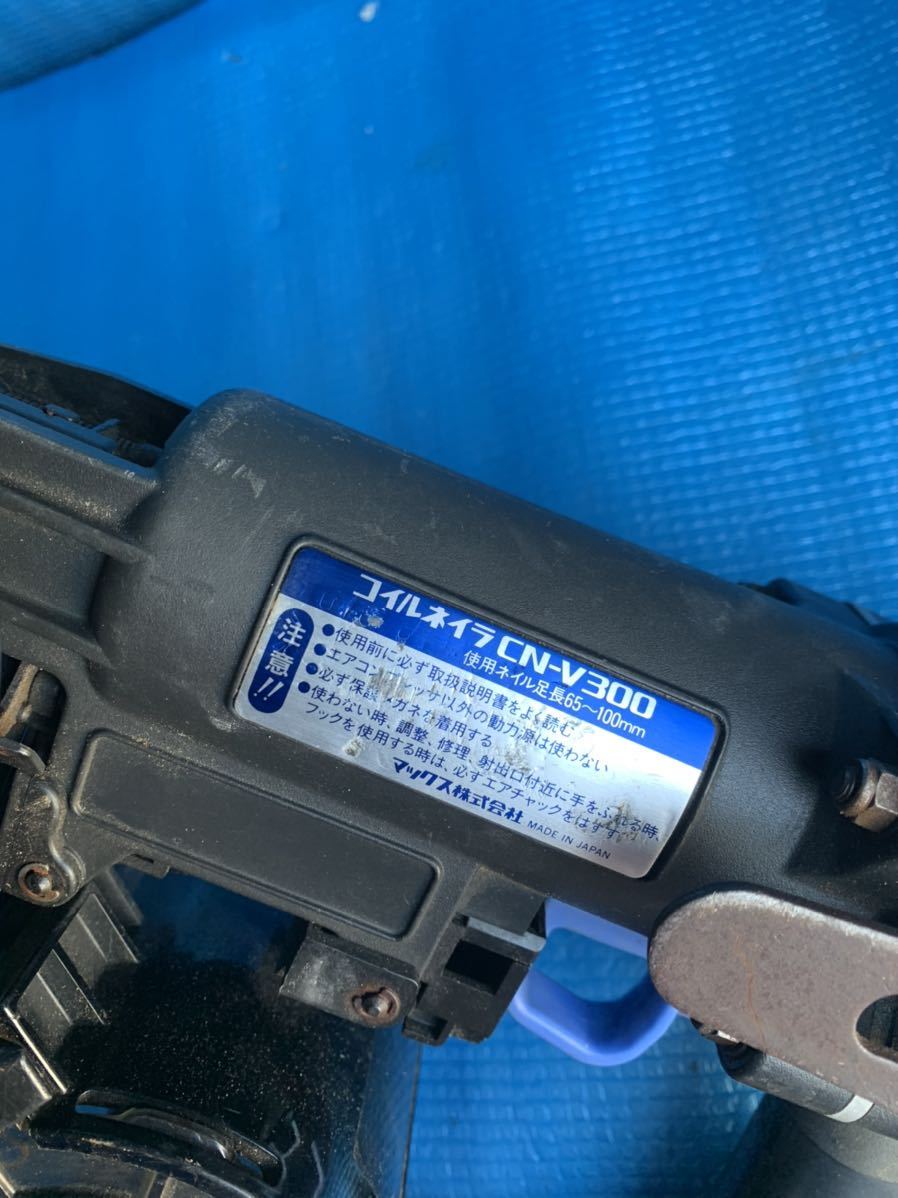 コイルネイラ CN-V300
使用ネイル足長65～100mm
注意!!
●使用前に必ず取扱説明書をよく読む
●エアコンプレッサ以外の動力源は使わない
●必ず保護メガネを着用する
●使わない時、調整、修理、射出口付近に手をふれる時、
フックを使用する時は、必ずエアチャックをはずす
マックス株式会社 MADE IN JAPAN